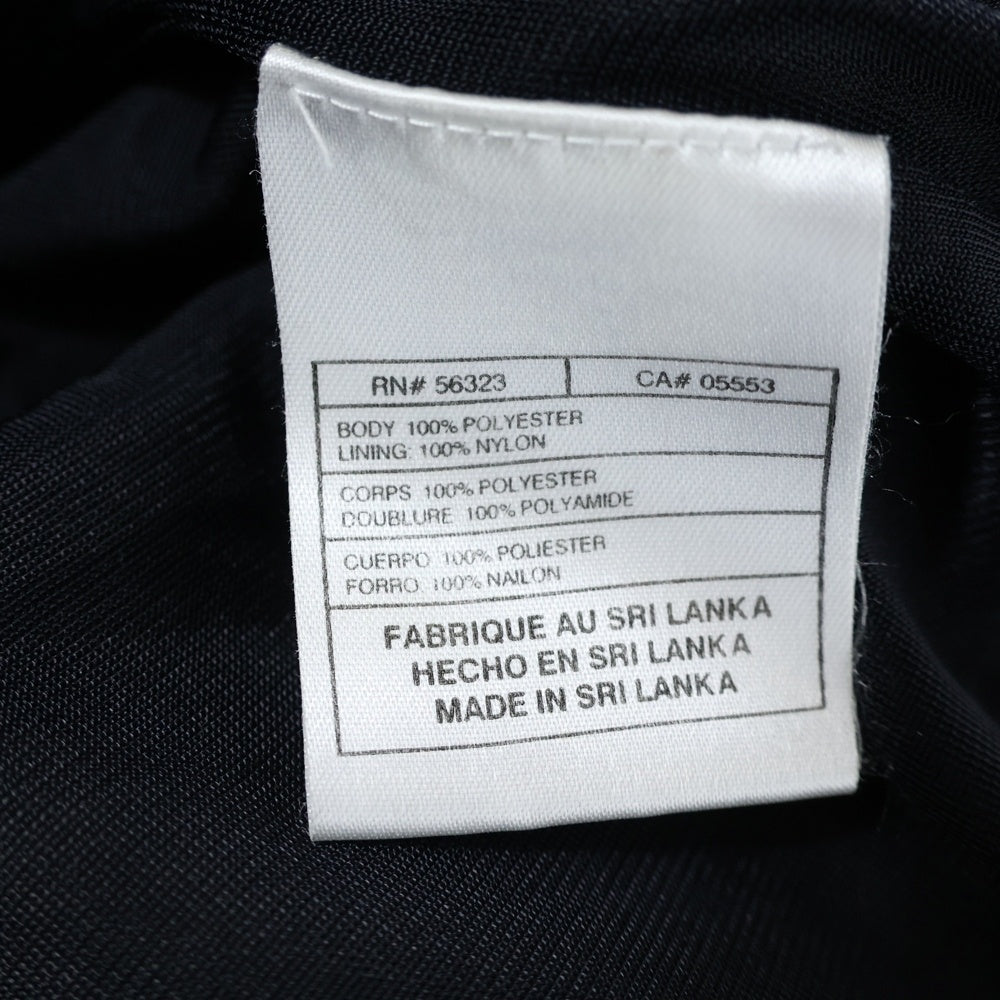 RN# 56323 CA# 05553
BODY 100% POLYESTER
LINING: 100% NYLON
CORPS 100% POLYESTER
DOUBLURE 100% POLYAMIDE
CUERPO 100% POLIESTER
FORRO: 100% NAILON
FABRIQUE AU SRI LANKA
HECHO EN SRI LANKA
MADE IN SRI LANKA